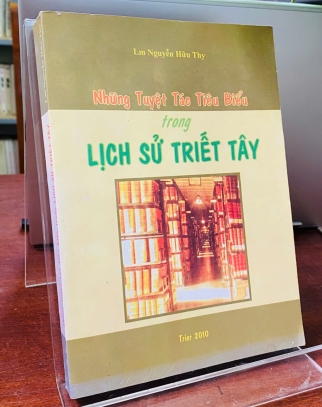 Lm Nguyễn Hữu Thy
Những Tuyệt Tác Tiêu Biểu
trong
LỊCH SỬ TRIẾT TÂY
Trier 2010